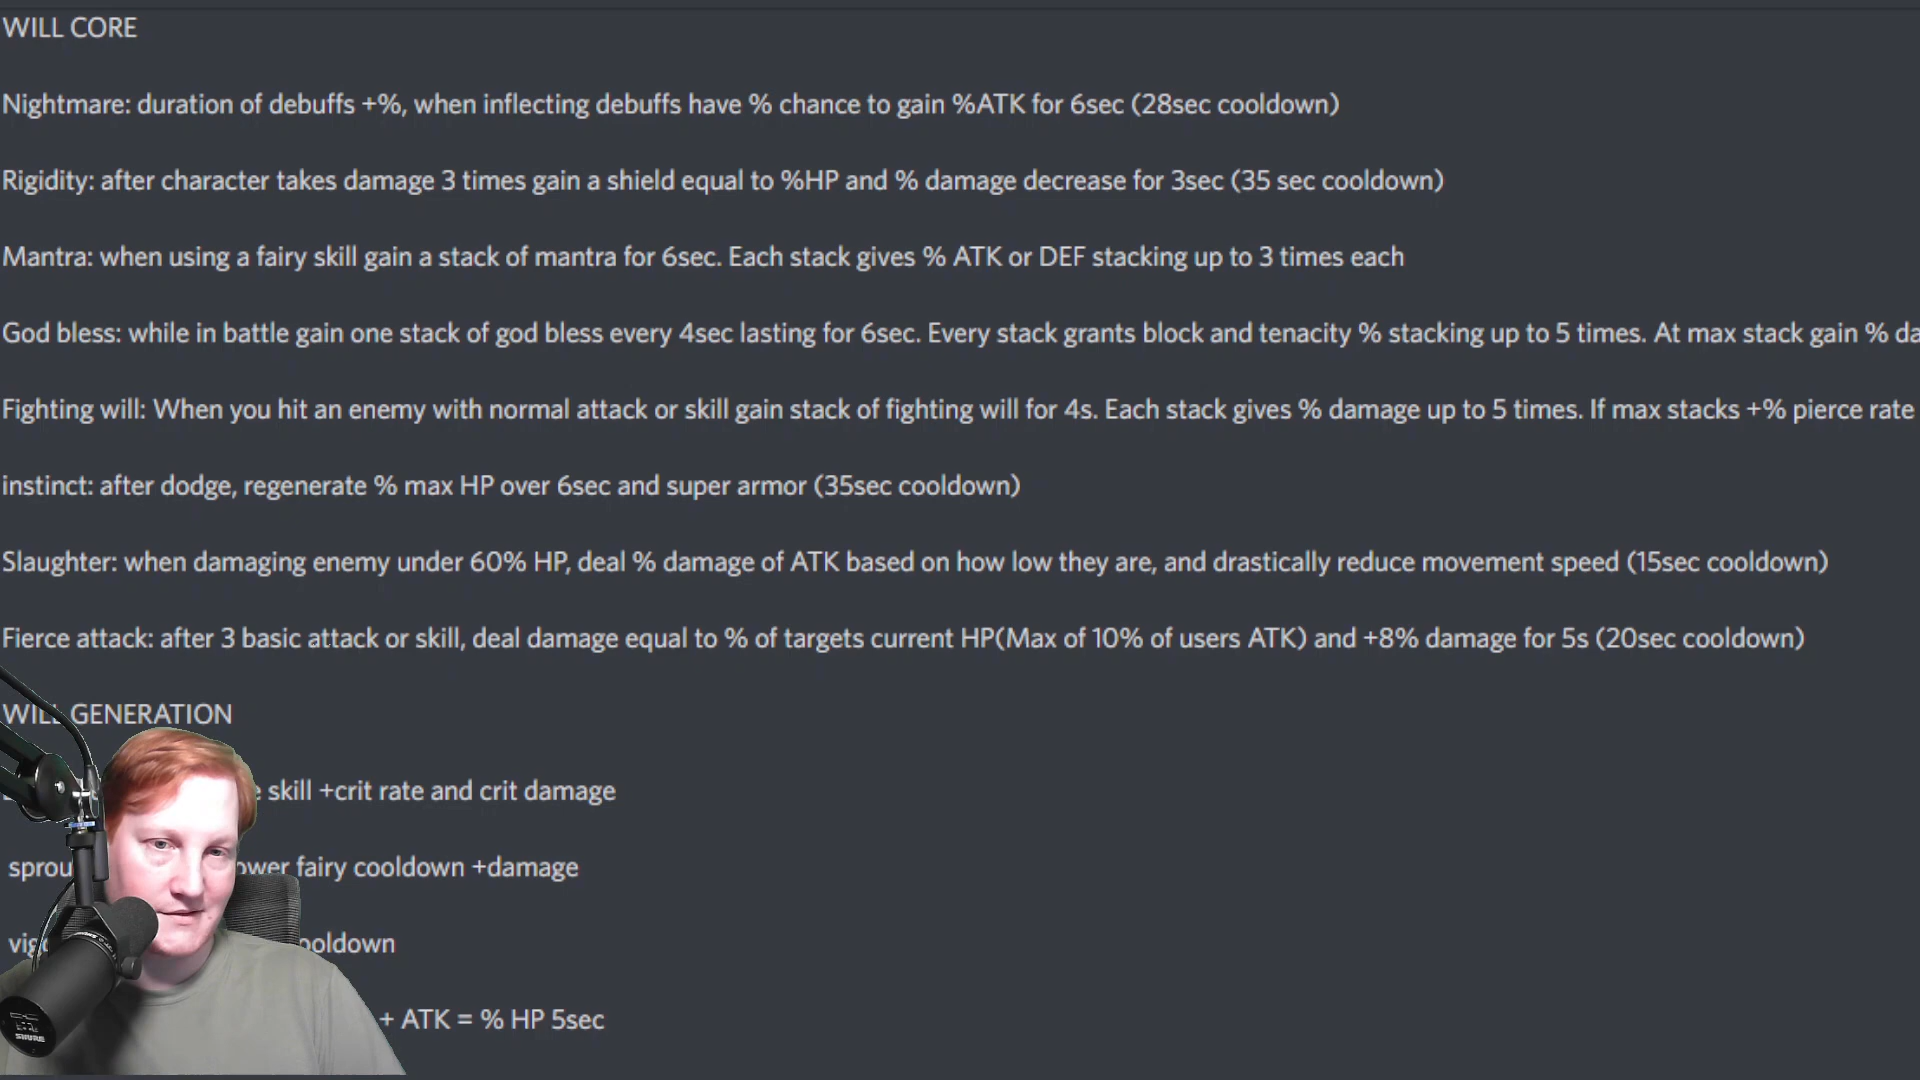 WILL CORE
Nightmare: duration of debuffs +%, when inflecting debuffs have % chance to gain %ATK for 6sec (28sec cooldown)
Rigidity: after character takes damage 3 times gain a shield equal to %HP and % damage decrease for 3sec (35 sec cooldown)
Mantra: when using a fairy skill gain a stack of mantra for 6sec. Each stack gives % ATK or DEF stacking up to 3 times each
God bless: while in battle gain one stack of god bless every 4sec lasting for 6sec. Every stack grants block and tenacity % stacking up to 5 times. At max stack gain %
Fighting will: When you hit an enemy with normal attack or skill gain stack of fighting will for 4s. Each stack gives % damage up to 5 times. If max stacks +% pierce rate
instinct: after dodge, regenerate % max HP over 6sec and super armor (35sec cooldown)
Slaughter: when damaging enemy under 60% HP, deal % damage of ATK based on how low they are, and drastically reduce movement speed (15sec cooldown)
Fierce attack: after 3 basic attack or skill, deal damage equal to % of targets current HP(Max of 10% of users ATK) and +8% damage for 5s (20sec cooldown)
WILL GENERATION
skill +crit rate and crit damage
fairy cooldown +damage
+ ATK = % HP 5sec
SHURE